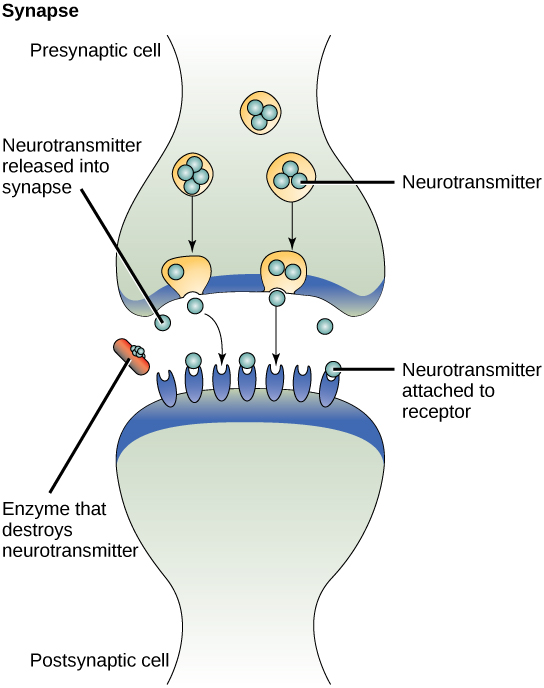 Synapse
Presynaptic cell
Neurotransmitter
released into
synapse
Neurotransmitter
Neurotransmitter
attached to
receptor
Enzyme that
destroys
neurotransmitter
Postsynaptic cell